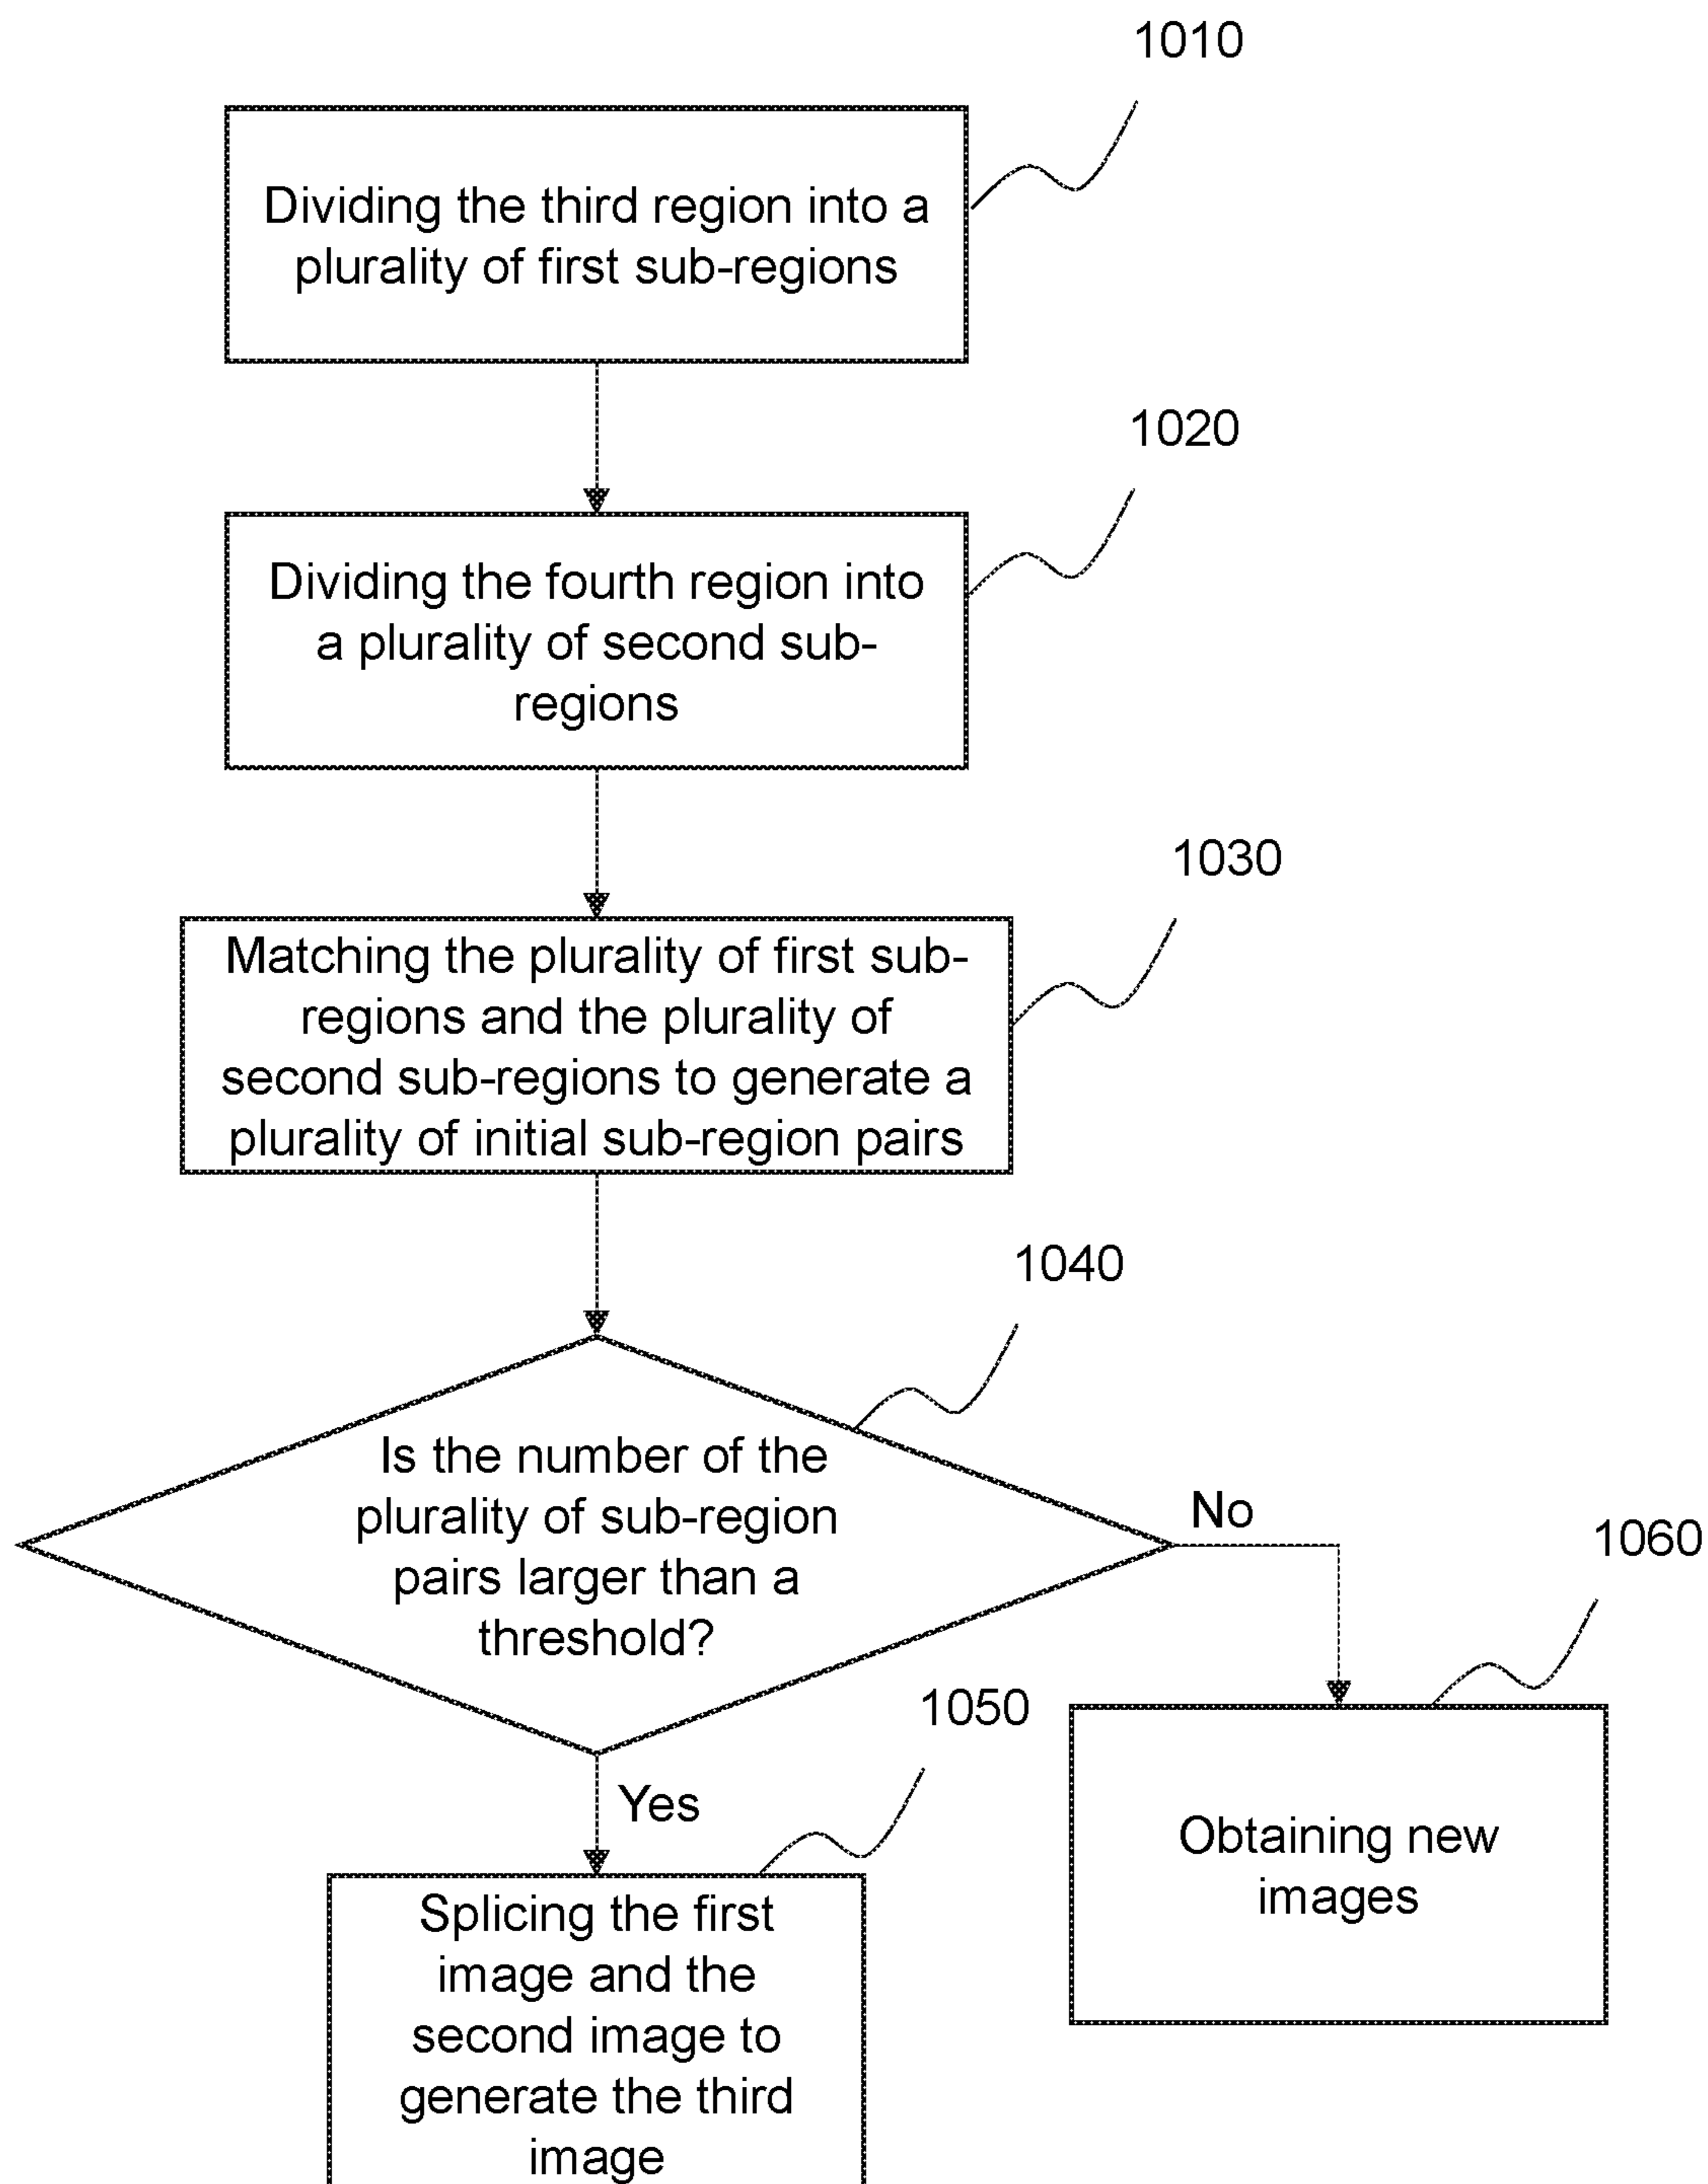 1010
Dividing the third region into a
plurality of first sub-regions
1020
Dividing the fourth region into
a plurality of second sub-
regions
1030
Matching the plurality of first sub-
regions and the plurality of
second sub-regions to generate a
plurality of initial sub-region pairs
1040
Is the number of the
plurality of sub-region
pairs larger than a
threshold?
No
1060
1050
Yes
Obtaining new
images
Splicing the first
image and the
second image to
generate the third
image